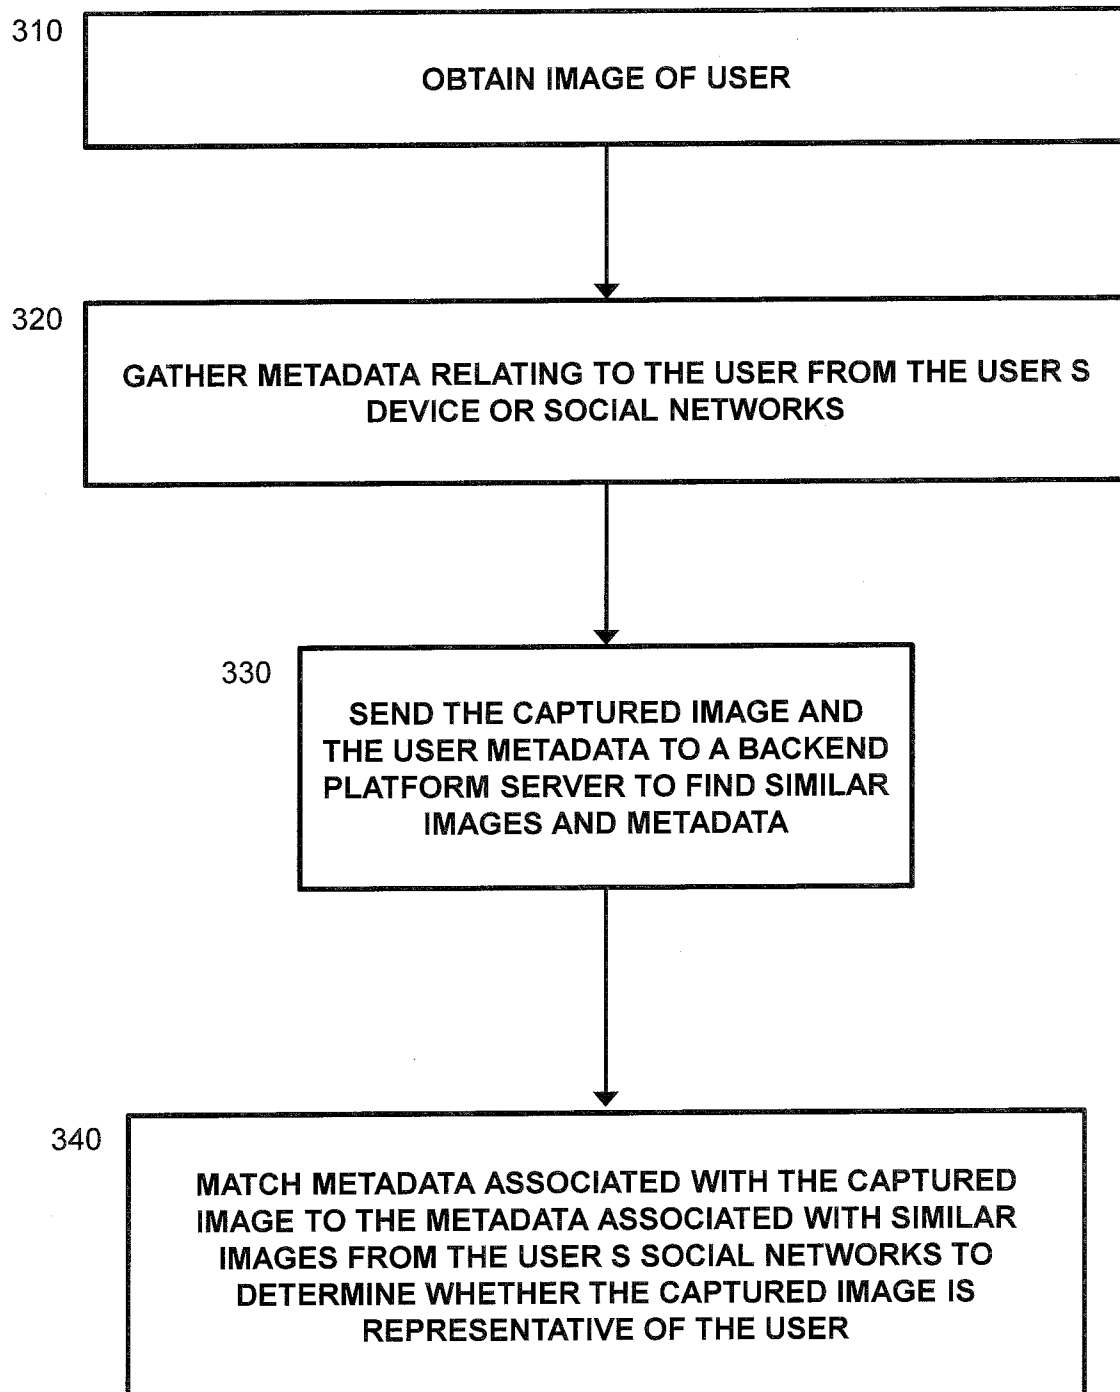 310
OBTAIN IMAGE OF USER
320
GATHER METADATA RELATING TO THE USER FROM THE USER S
DEVICE OR SOCIAL NETWORKS
330
SEND THE CAPTURED IMAGE AND
THE USER METADATA TO A BACKEND
PLATFORM SERVER TO FIND SIMILAR
IMAGES AND METADATA
340
MATCH METADATA ASSOCIATED WITH THE CAPTURED
IMAGE TO THE METADATA ASSOCIATED WITH SIMILAR
IMAGES FROM THE USER S SOCIAL NETWORKS TO
DETERMINE WHETHER THE CAPTURED IMAGE IS
REPRESENTATIVE OF THE USER